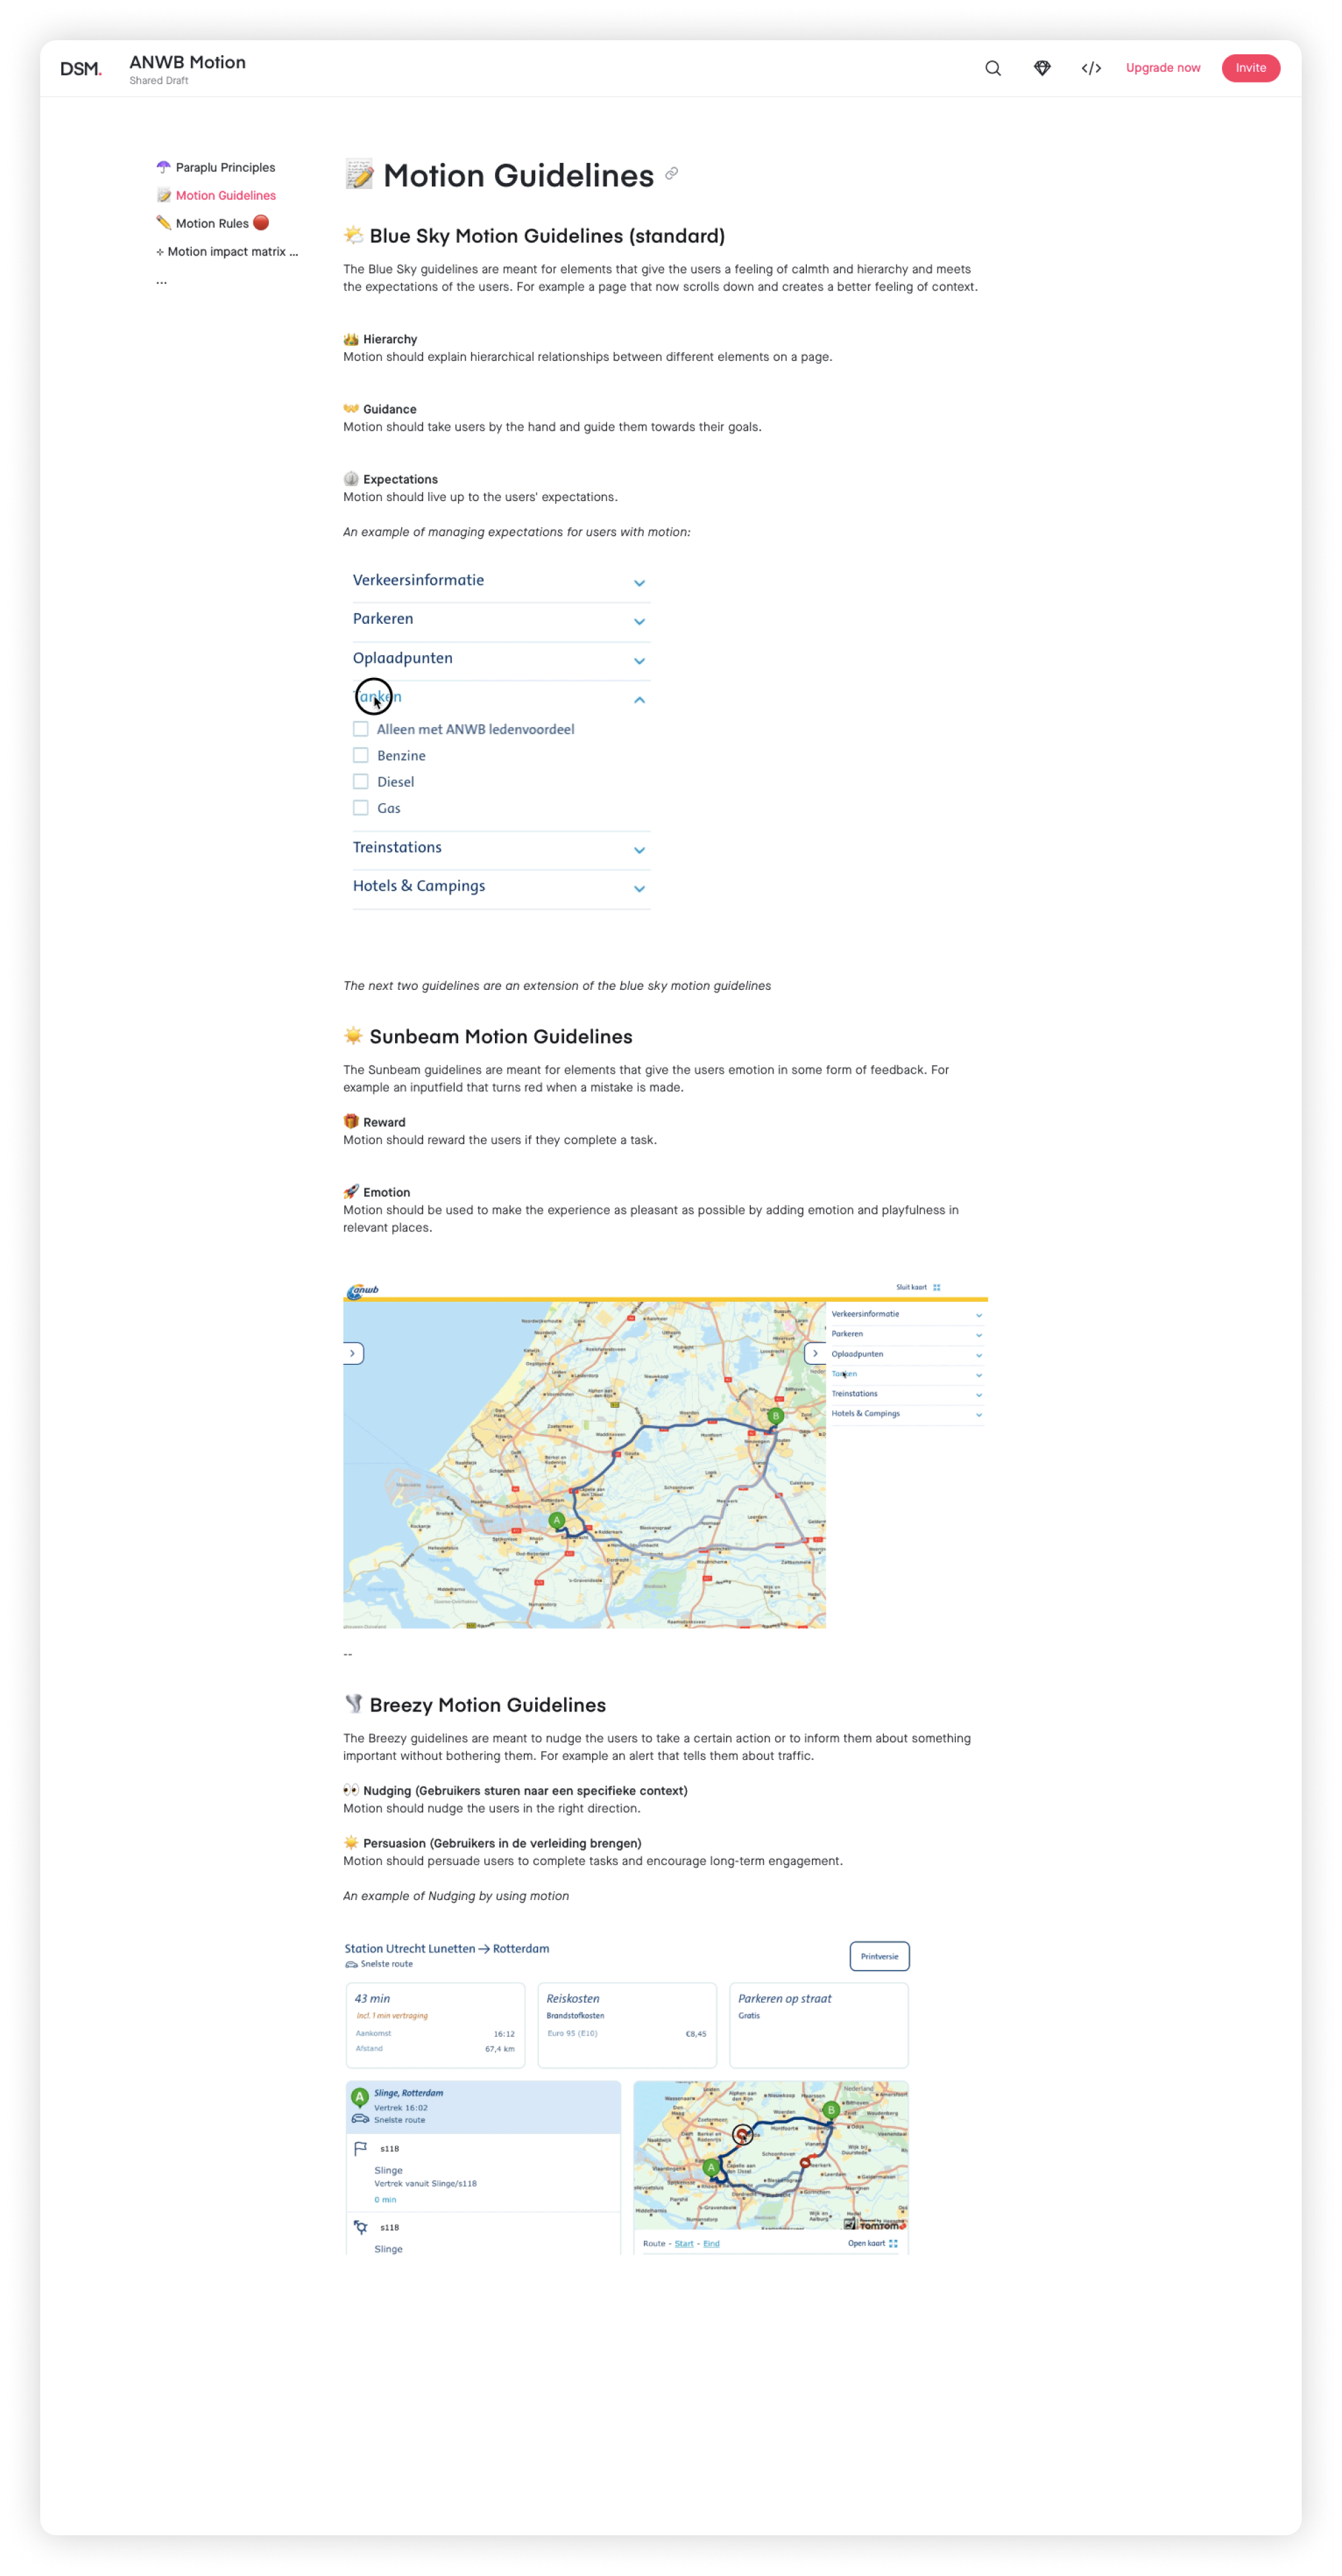 DSM.
ANWB Motion
Shared Draft
</>
Upgrade now
Invite
Paraplu Principles
Motion Guidelines
Motion Rules
Motion impact matrix ...
...
Motion Guidelines
Blue Sky Motion Guidelines (standard)
The Blue Sky guidelines are meant for elements that give the users a feeling of calmth and hierarchy and meets
the expectations of the users. For example a page that now scrolls down and creates a better feeling of context.
Hierarchy
Motion should explain hierarchical relationships between different elements on a page.
Guidance
Motion should take users by the hand and guide them towards their goals.
Expectations
Motion should live up to the users' expectations.
An example of managing expectations for users with motion:
Verkeersinformatie
Parkeren
Oplaadpunten
Tanken
Alleen met ANWB ledenvoordeel
Benzine
Diesel
Gas
Treinstations
Hotels & Campings
The next two guidelines are an extension of the blue sky motion guidelines
Sunbeam Motion Guidelines
The Sunbeam guidelines are meant for elements that give the users emotion in some form of feedback. For
example an inputfield that turns red when a mistake is made.
Reward
Motion should reward the users if they complete a task.
Emotion
Motion should be used to make the experience as pleasant as possible by adding emotion and playfulness in
relevant places.
anwb
Sluit kaart
Verkeersinformatie
Parkeren
Oplaadpunten
Tanken
Treinstations
Hotels & Campings
B
A
--
Breezy Motion Guidelines
The Breezy guidelines are meant to nudge the users to take a certain action or to inform them about something
important without bothering them. For example an alert that tells them about traffic.
Nudging (Gebruikers sturen naar een specifieke context)
Motion should nudge the users in the right direction.
Persuasion (Gebruikers in de verleiding brengen)
Motion should persuade users to complete tasks and encourage long-term engagement.
An example of Nudging by using motion
Station Utrecht Lunetten → Rotterdam
Snelste route
Printversie
43 min
Incl. 1 min vertraging
Aankomst 16:12
Afstand 67,4 km
Reiskosten
Brandstofkosten
Euro 95 (E10) €8,45
Parkeren op straat
Gratis
A
Slinge, Rotterdam
Vertrek 16:02
Snelste route
s118
Slinge
Vertrek vanuit Slinge/s118
0 min
s118
Slinge
Nederland
B
A
TOMTOM
Route - Start - Eind
Open kaart